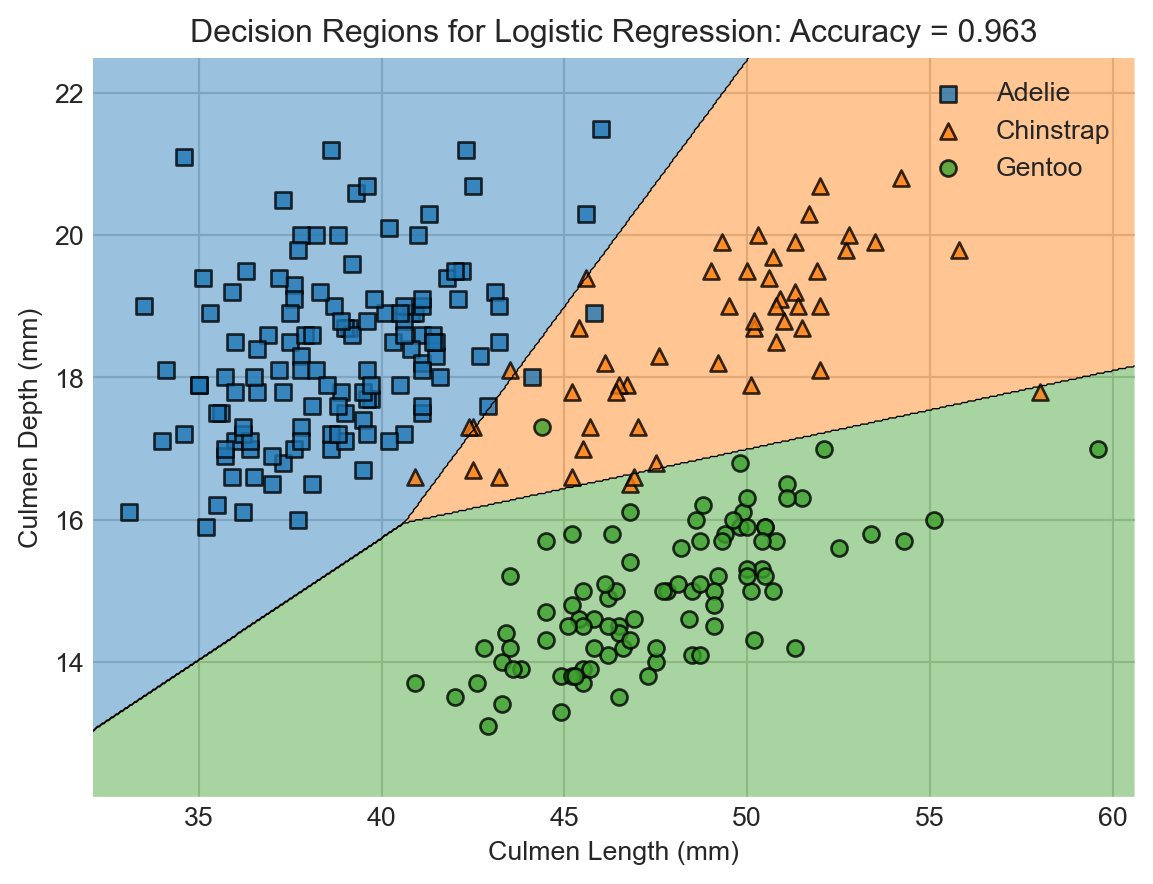 Decision Regions for Logistic Regression: Accuracy = 0.963
Adelie
Chinstrap
Gentoo
22
20
18
16
14
Culmen Depth (mm)
35 40 45 50 55 60
Culmen Length (mm)